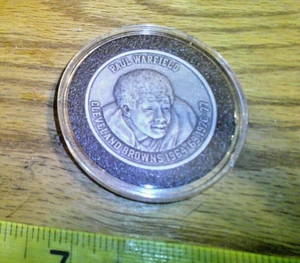 PAUL WARFIELD
CLEVELAND BROWNS 1964-69/1976-77
7